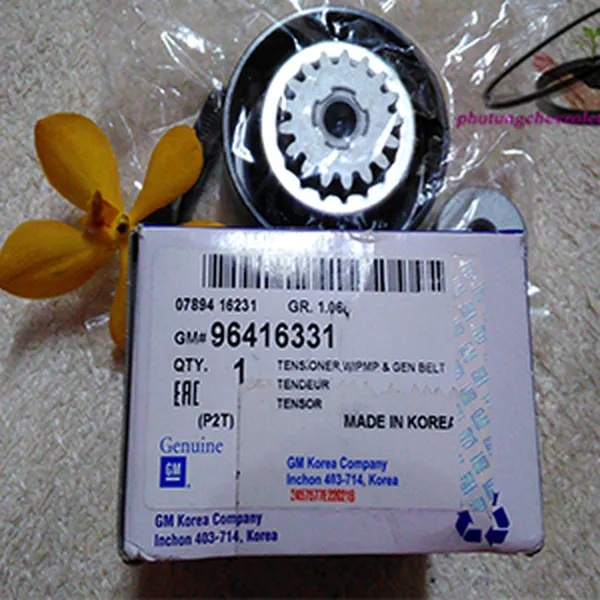 phutungchevrolet
07894 16231 GR. 1.06
GM# 96416331
QTY. 1
TENSIONER,W/PMP & GEN BELT
EAC
TENDEUR
TENSOR
(P2T)
MADE IN KOREA
Genuine
GM
GM Korea Company
Inchon 403-714, Korea
GM Korea Company
Inchon 403-714, Korea